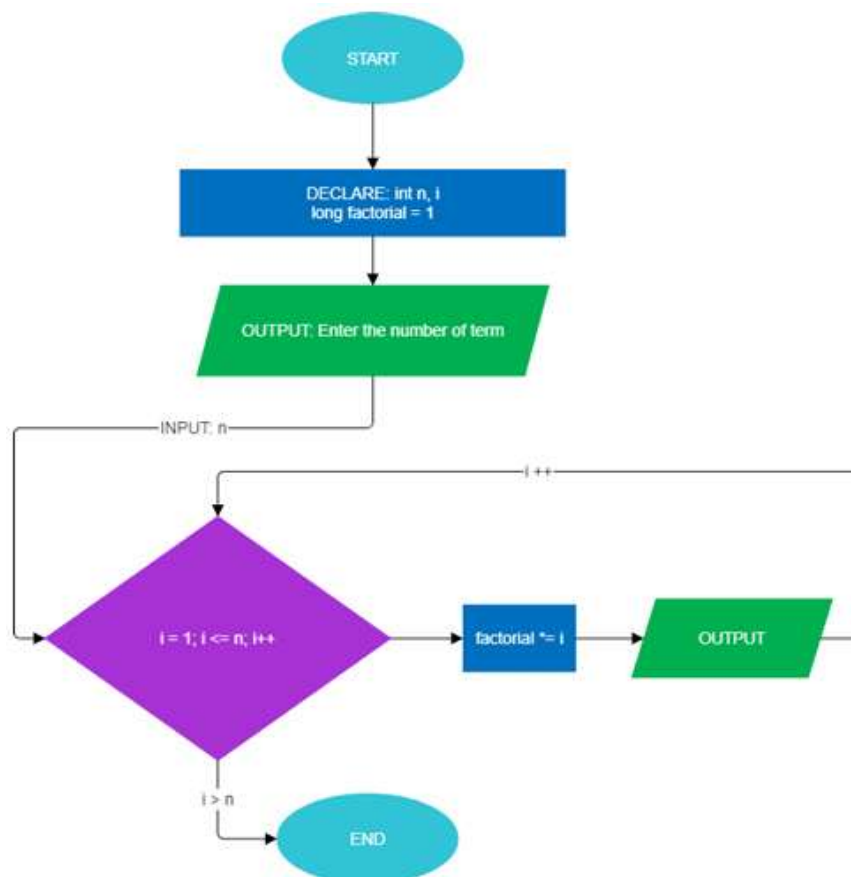 START
DECLARE: int n, i
long factorial = 1
OUTPUT: Enter the number of term
INPUT: n
i ++
i = 1; i <= n; i++
factorial *= i
OUTPUT
i > n
END